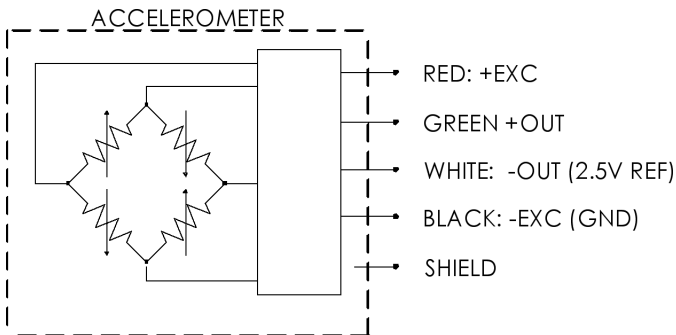 ACCELEROMETER
RED: +EXC
GREEN +OUT
WHITE: -OUT (2.5V REF)
BLACK: -EXC (GND)
SHIELD